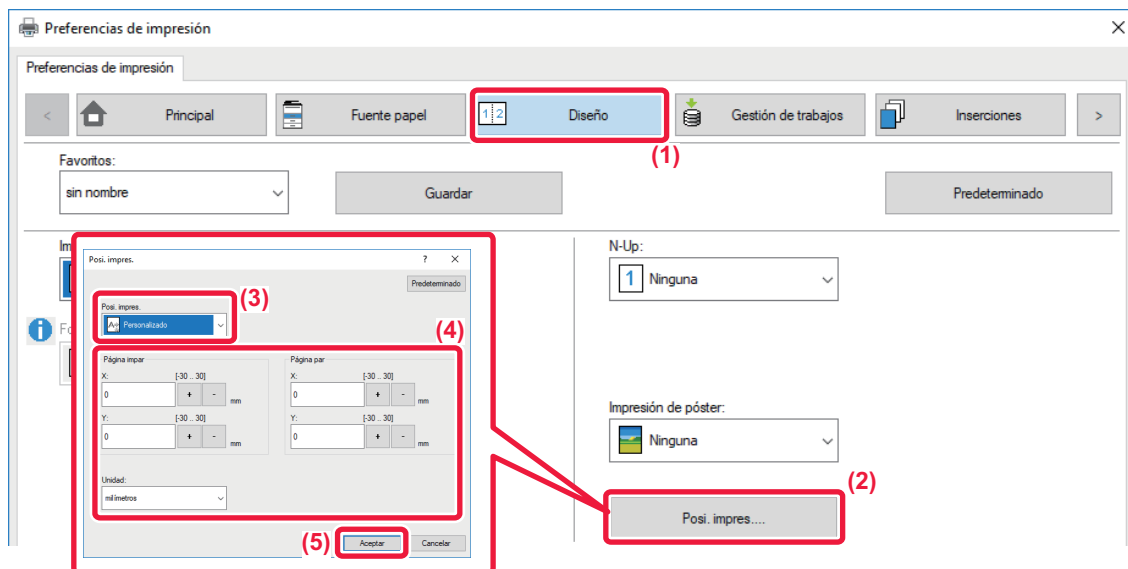 Preferencias de impresión
Preferencias de impresión
< Principal Fuente papel 1 2 Diseño Gestión de trabajos Inserciones >
(1)
Favoritos:
sin nombre Guardar Predeterminado
Posi. impres. ?
Predeterminado
Posi. impres.
Personalizado
(3)
(4)
Página impar Página par
X: [-30 .. 30] X: [-30 .. 30]
0 + - mm 0 + - mm
Y: [-30 .. 30] Y: [-30 .. 30]
0 + - mm 0 + - mm
Unidad:
milímetros
(5) Aceptar Cancelar
N-Up:
1 Ninguna
Impresión de póster:
Ninguna
(2)
Posi. impres....